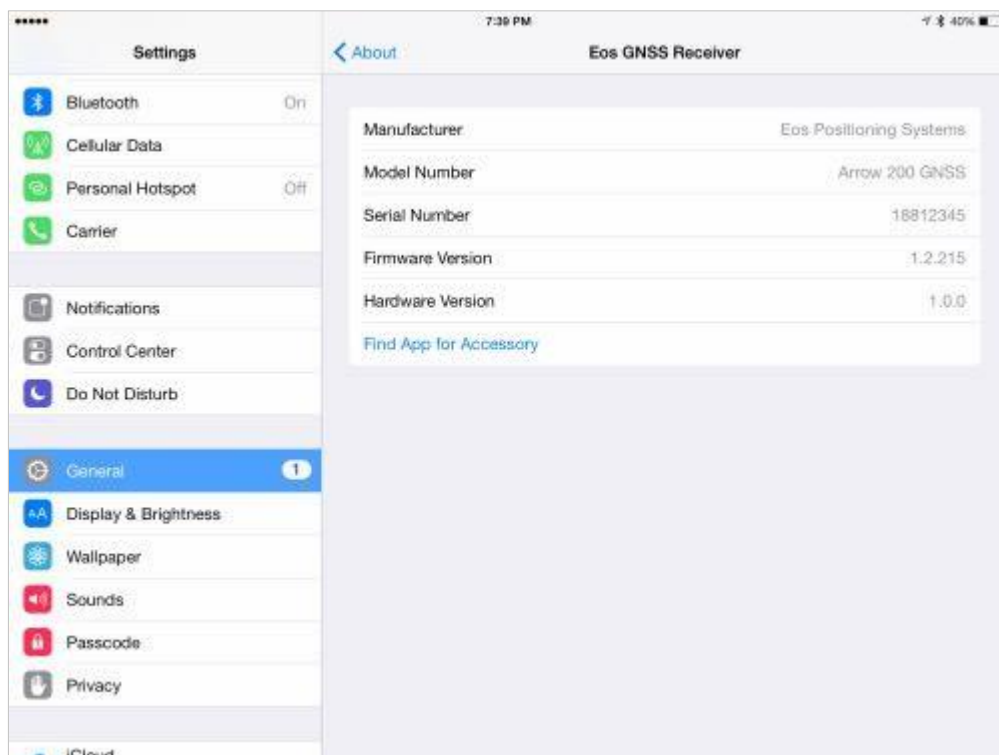 7:39 PM
40%
Settings
About
Eos GNSS Receiver
Bluetooth
On
Cellular Data
Personal Hotspot
Off
Carrier
Notifications
Control Center
Do Not Disturb
General
1
Display & Brightness
Wallpaper
Sounds
Passcode
Privacy
iCloud
Manufacturer
Eos Positioning Systems
Model Number
Arrow 200 GNSS
Serial Number
16812345
Firmware Version
1.2.215
Hardware Version
1.0.0
Find App for Accessory